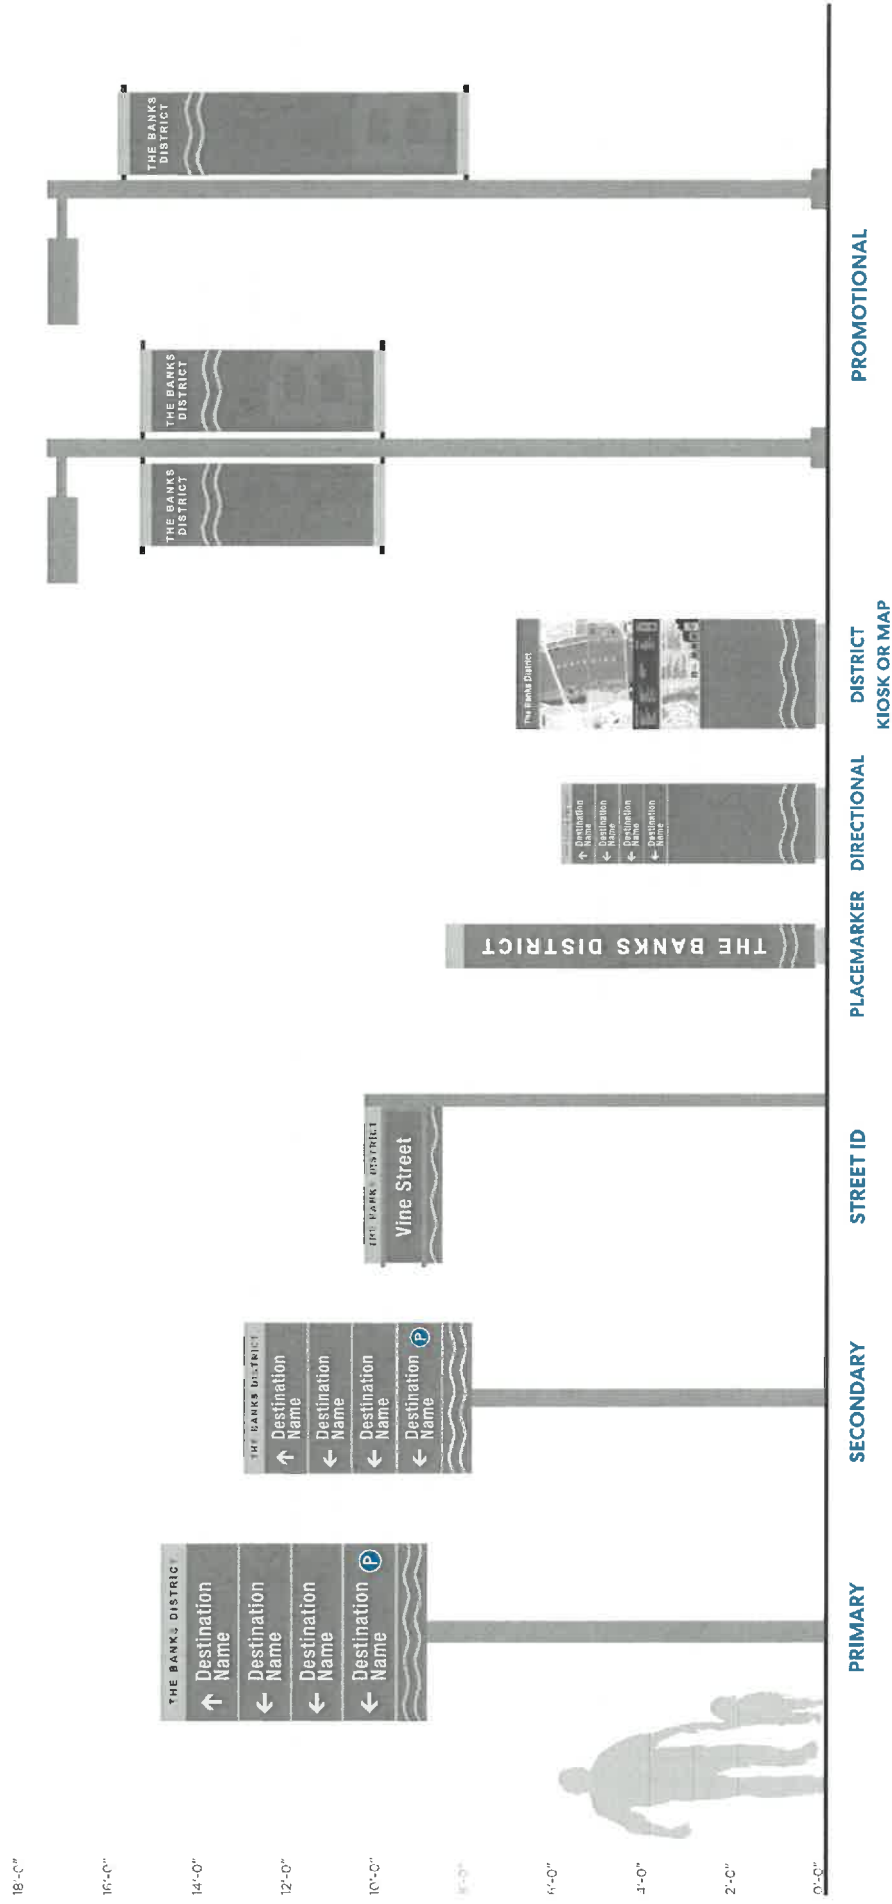 18'-0"
16'-0"
14'-0"
12'-0"
10'-0"
8'-0"
6'-0"
4'-0"
2'-0"
0'-0"
THE BANKS DISTRICT
↑ Destination
Name
← Destination
Name
← Destination
Name
← Destination P
Name
PRIMARY
THE BANKS DISTRICT
↑ Destination
Name
← Destination
Name
← Destination
Name
← Destination P
Name
SECONDARY
THE BANKS DISTRICT
Vine Street
STREET ID
THE BANKS DISTRICT
PLACEMARKER
↑ Destination
Name
← Destination
Name
← Destination
Name
← Destination
Name
DIRECTIONAL
The Banks District
DISTRICT
KIOSK OR MAP
THE BANKS
DISTRICT
THE BANKS
DISTRICT
THE BANKS
DISTRICT
PROMOTIONAL